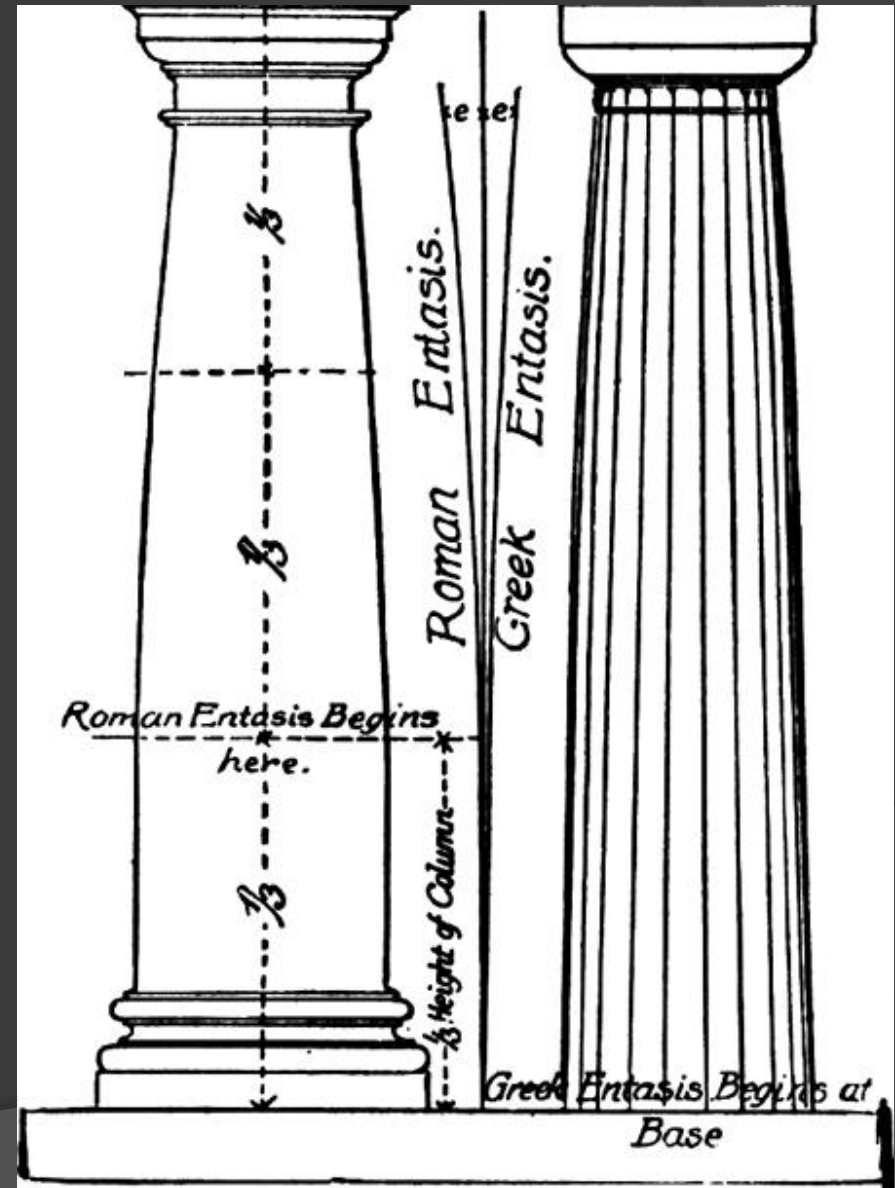 e e
⅓
Roman Entasis.
Greek Entasis.
⅓
Roman Entasis Begins
here.
⅓
⅓ Height of Column
Greek Entasis Begins at
Base